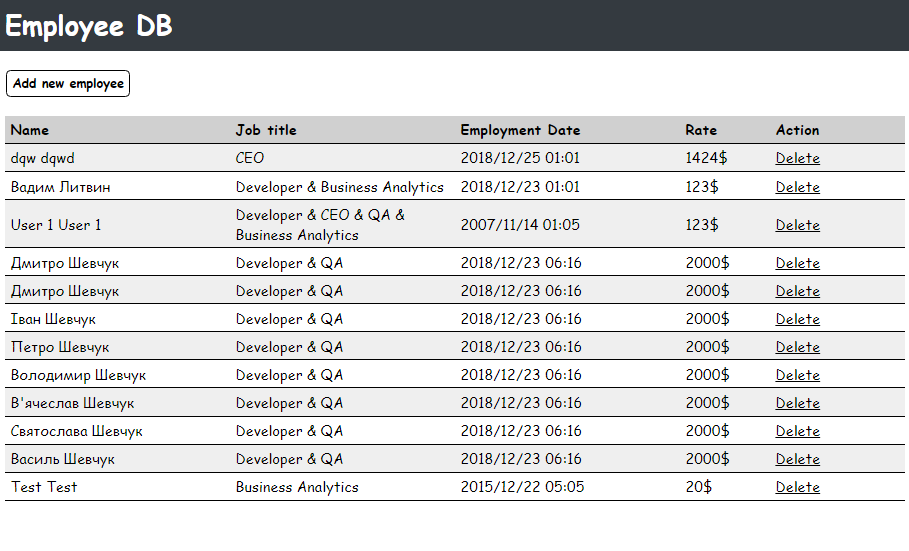 Employee DB
Add new employee
Name Job title Employment Date Rate Action
dqw dqwd CEO 2018/12/25 01:01 1424$ Delete
Вадим Литвин Developer & Business Analytics 2018/12/23 01:01 123$ Delete
User 1 User 1 Developer & CEO & QA & Business Analytics 2007/11/14 01:05 123$ Delete
Дмитро Шевчук Developer & QA 2018/12/23 06:16 2000$ Delete
Дмитро Шевчук Developer & QA 2018/12/23 06:16 2000$ Delete
Іван Шевчук Developer & QA 2018/12/23 06:16 2000$ Delete
Петро Шевчук Developer & QA 2018/12/23 06:16 2000$ Delete
Володимир Шевчук Developer & QA 2018/12/23 06:16 2000$ Delete
В'ячеслав Шевчук Developer & QA 2018/12/23 06:16 2000$ Delete
Святослава Шевчук Developer & QA 2018/12/23 06:16 2000$ Delete
Василь Шевчук Developer & QA 2018/12/23 06:16 2000$ Delete
Test Test Business Analytics 2015/12/22 05:05 20$ Delete